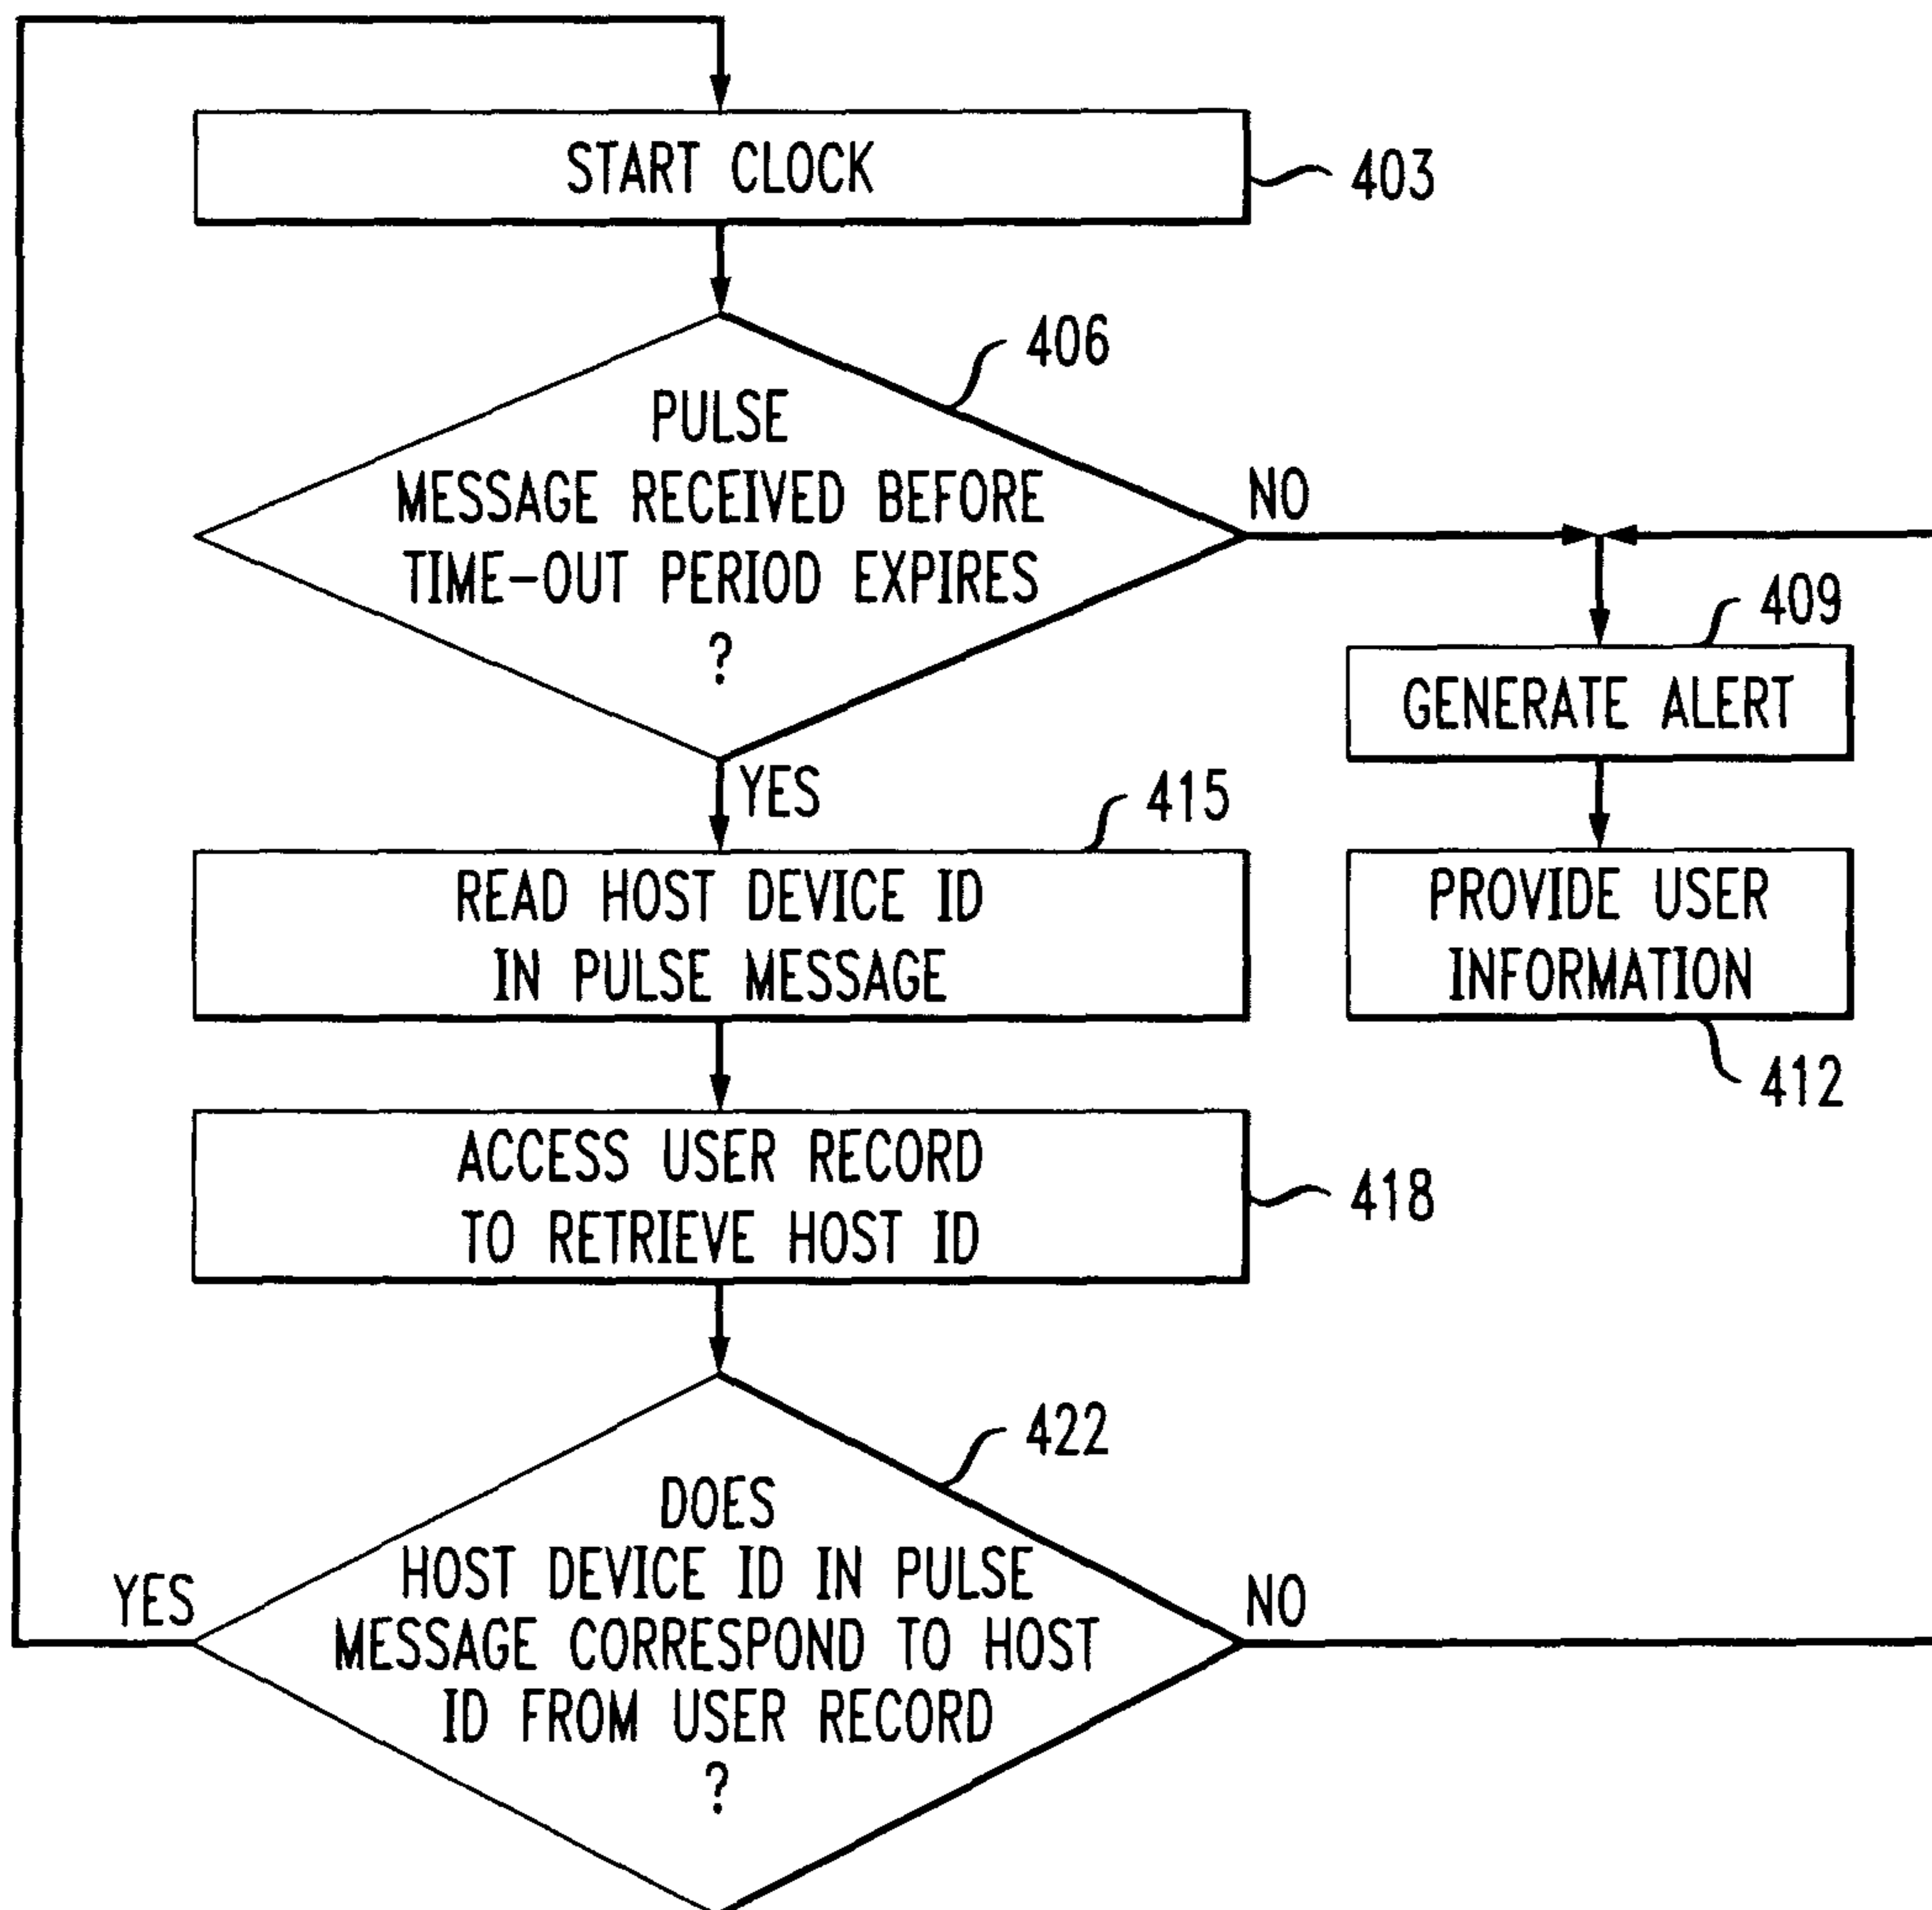 START CLOCK
403
406
PULSE
MESSAGE RECEIVED BEFORE
TIME-OUT PERIOD EXPIRES
?
NO
YES
409
GENERATE ALERT
415
READ HOST DEVICE ID
IN PULSE MESSAGE
PROVIDE USER
INFORMATION
412
ACCESS USER RECORD
TO RETRIEVE HOST ID
418
422
DOES
HOST DEVICE ID IN PULSE
MESSAGE CORRESPOND TO HOST
ID FROM USER RECORD
?
YES
NO